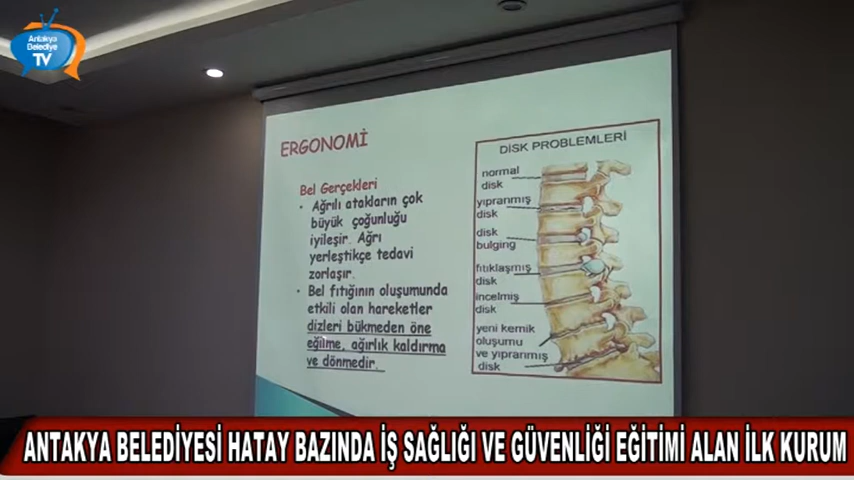 Antakya
Belediye
TV
ERGONOMİ
Bel Gerçekleri
• Ağrılı atakların çok
büyük çoğunluğu
iyileşir. Ağrı
yerleştikçe tedavi
zorlaşır.
• Bel fıtığının oluşumunda
etkili olan hareketler
dizleri bükmeden öne
eğilme, ağırlık kaldırma
ve dönmedir.
DİSK PROBLEMLERİ
normal
disk
yıpranmış
disk
disk
bulging
fıtıklaşmış
disk
incelmiş
disk
yeni kemik
oluşumu
ve yıpranmış
disk
ANTAKYA BELEDİYESİ HATAY BAZINDA İŞ SAĞLIĞI VE GÜVENLİĞİ EĞİTİMİ ALAN İLK KURUM